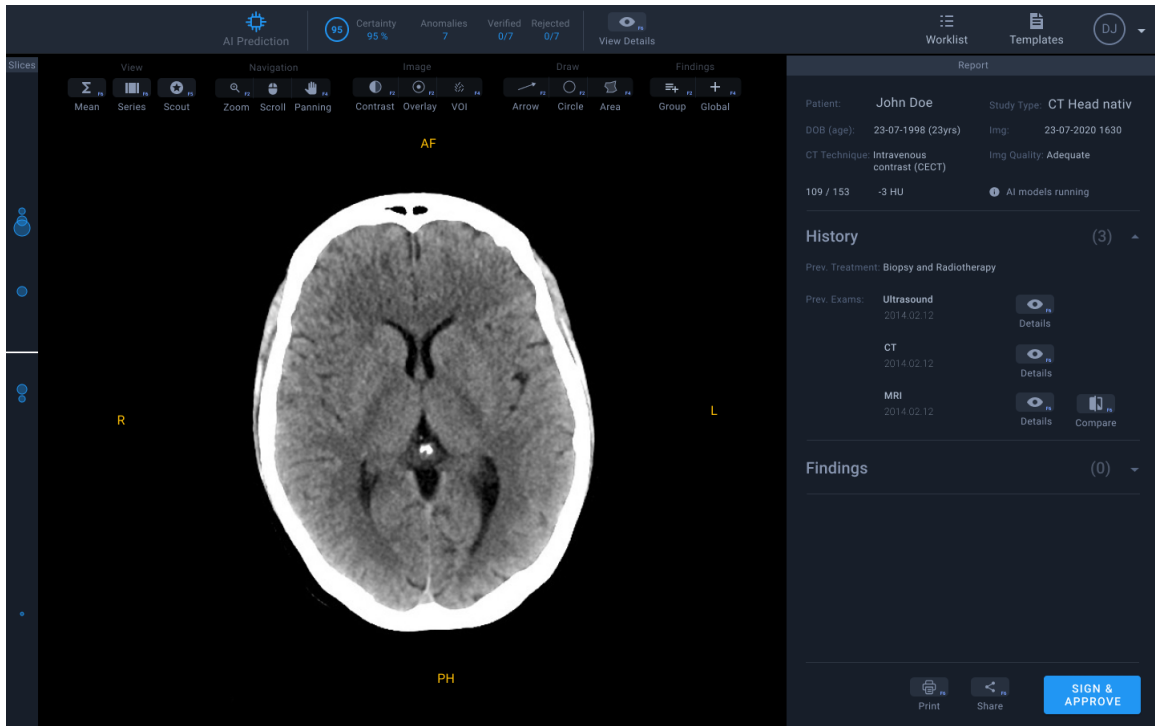 AI Prediction
95
Certainty
95 %
Anomalies
7
Verified
0/7
Rejected
0/7
View Details
Worklist
Templates
DJ
Slices
View
Navigation
Image
Draw
Findings
Mean
Series
Scout
Zoom
Scroll
Panning
Contrast
Overlay
VOI
Arrow
Circle
Area
Group
Global
AF
R
L
PH
Report
Patient: John Doe
Study Type: CT Head nativ
DOB (age): 23-07-1998 (23yrs)
Img: 23-07-2020 1630
CT Technique: Intravenous
contrast (CECT)
Img Quality: Adequate
109 / 153
-3 HU
AI models running
History (3)
Prev. Treatment: Biopsy and Radiotherapy
Prev. Exams: Ultrasound
2014.02.12
Details
CT
2014.02.12
Details
MRI
2014.02.12
Details
Compare
Findings (0)
Print
Share
SIGN &
APPROVE